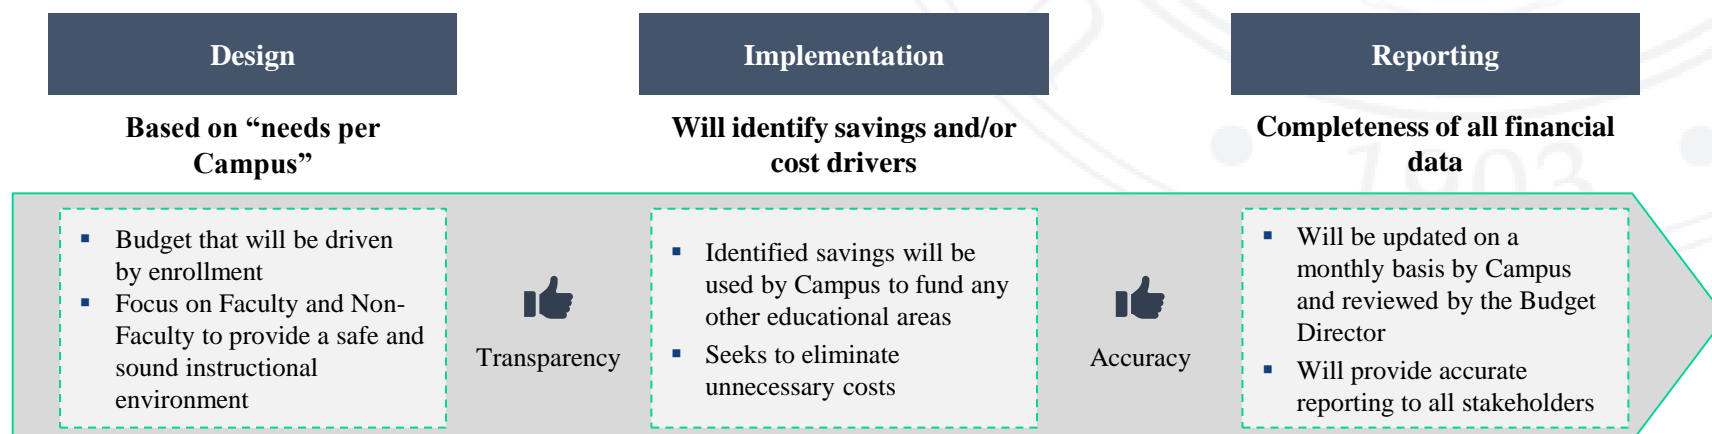 Design
Implementation
Reporting
Based on “needs per
Campus”
Will identify savings and/or
cost drivers
Completeness of all financial
data
1903
▪ Budget that will be driven
by enrollment
▪ Focus on Faculty and Non-
Faculty to provide a safe and
sound instructional
environment
Transparency
▪ Identified savings will be
used by Campus to fund any
other educational areas
▪ Seeks to eliminate
unnecessary costs
Accuracy
▪ Will be updated on a
monthly basis by Campus
and reviewed by the Budget
Director
▪ Will provide accurate
reporting to all stakeholders